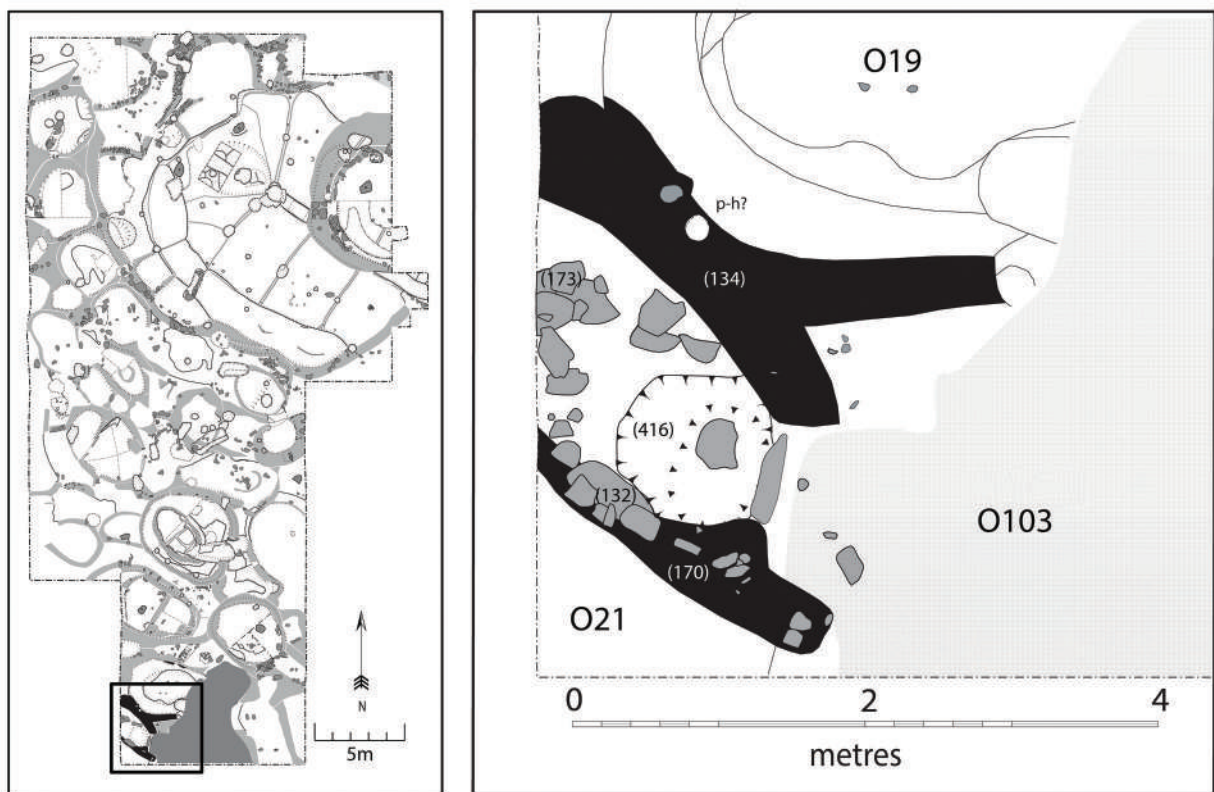 N
5m
O19
p-h?
(134)
(173)
(416)
(132)
(170)
O103
O21
0 2 4
metres